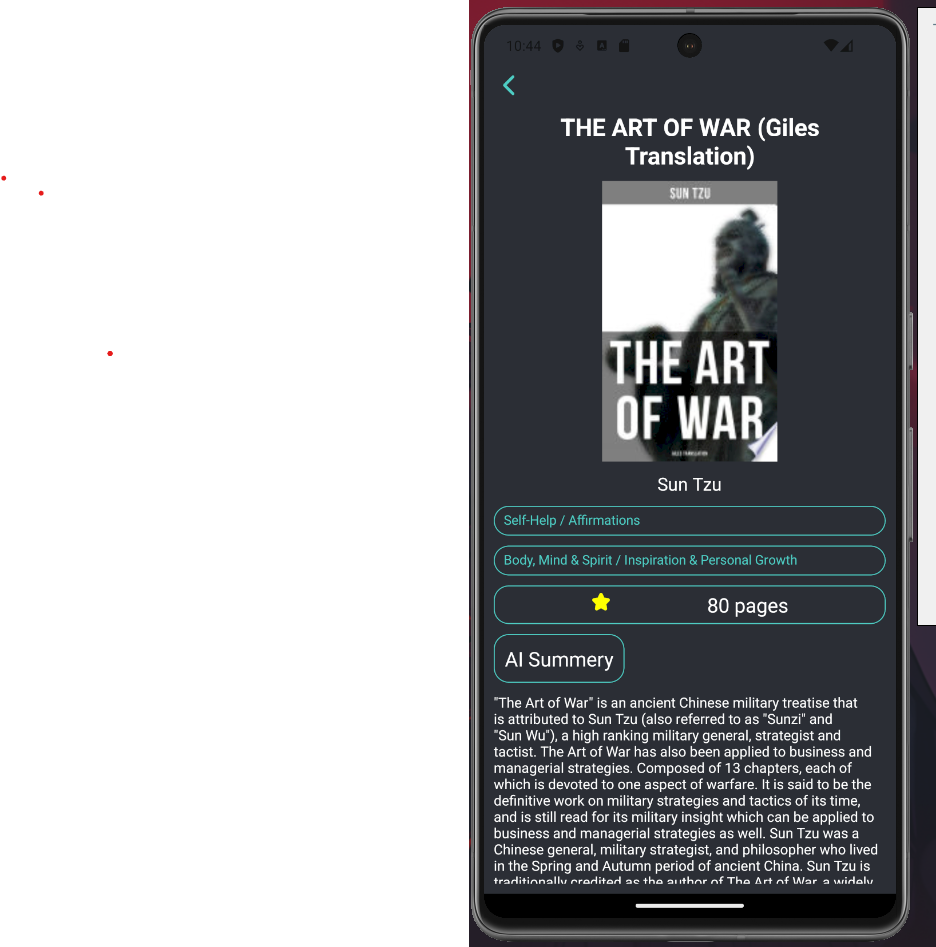 10:44
THE ART OF WAR (Giles
Translation)
SUN TZU
THE ART
OF WAR
GILES TRANSLATION
Sun Tzu
Self-Help / Affirmations
Body, Mind & Spirit / Inspiration & Personal Growth
80 pages
AI Summery
"The Art of War" is an ancient Chinese military treatise that
is attributed to Sun Tzu (also referred to as "Sunzi" and
"Sun Wu"), a high ranking military general, strategist and
tactist. The Art of War has also been applied to business and
managerial strategies. Composed of 13 chapters, each of
which is devoted to one aspect of warfare. It is said to be the
definitive work on military strategies and tactics of its time,
and is still read for its military insight which can be applied to
business and managerial strategies as well. Sun Tzu was a
Chinese general, military strategist, and philosopher who lived
in the Spring and Autumn period of ancient China. Sun Tzu is
traditionally credited as the author of The Art of War, a widely